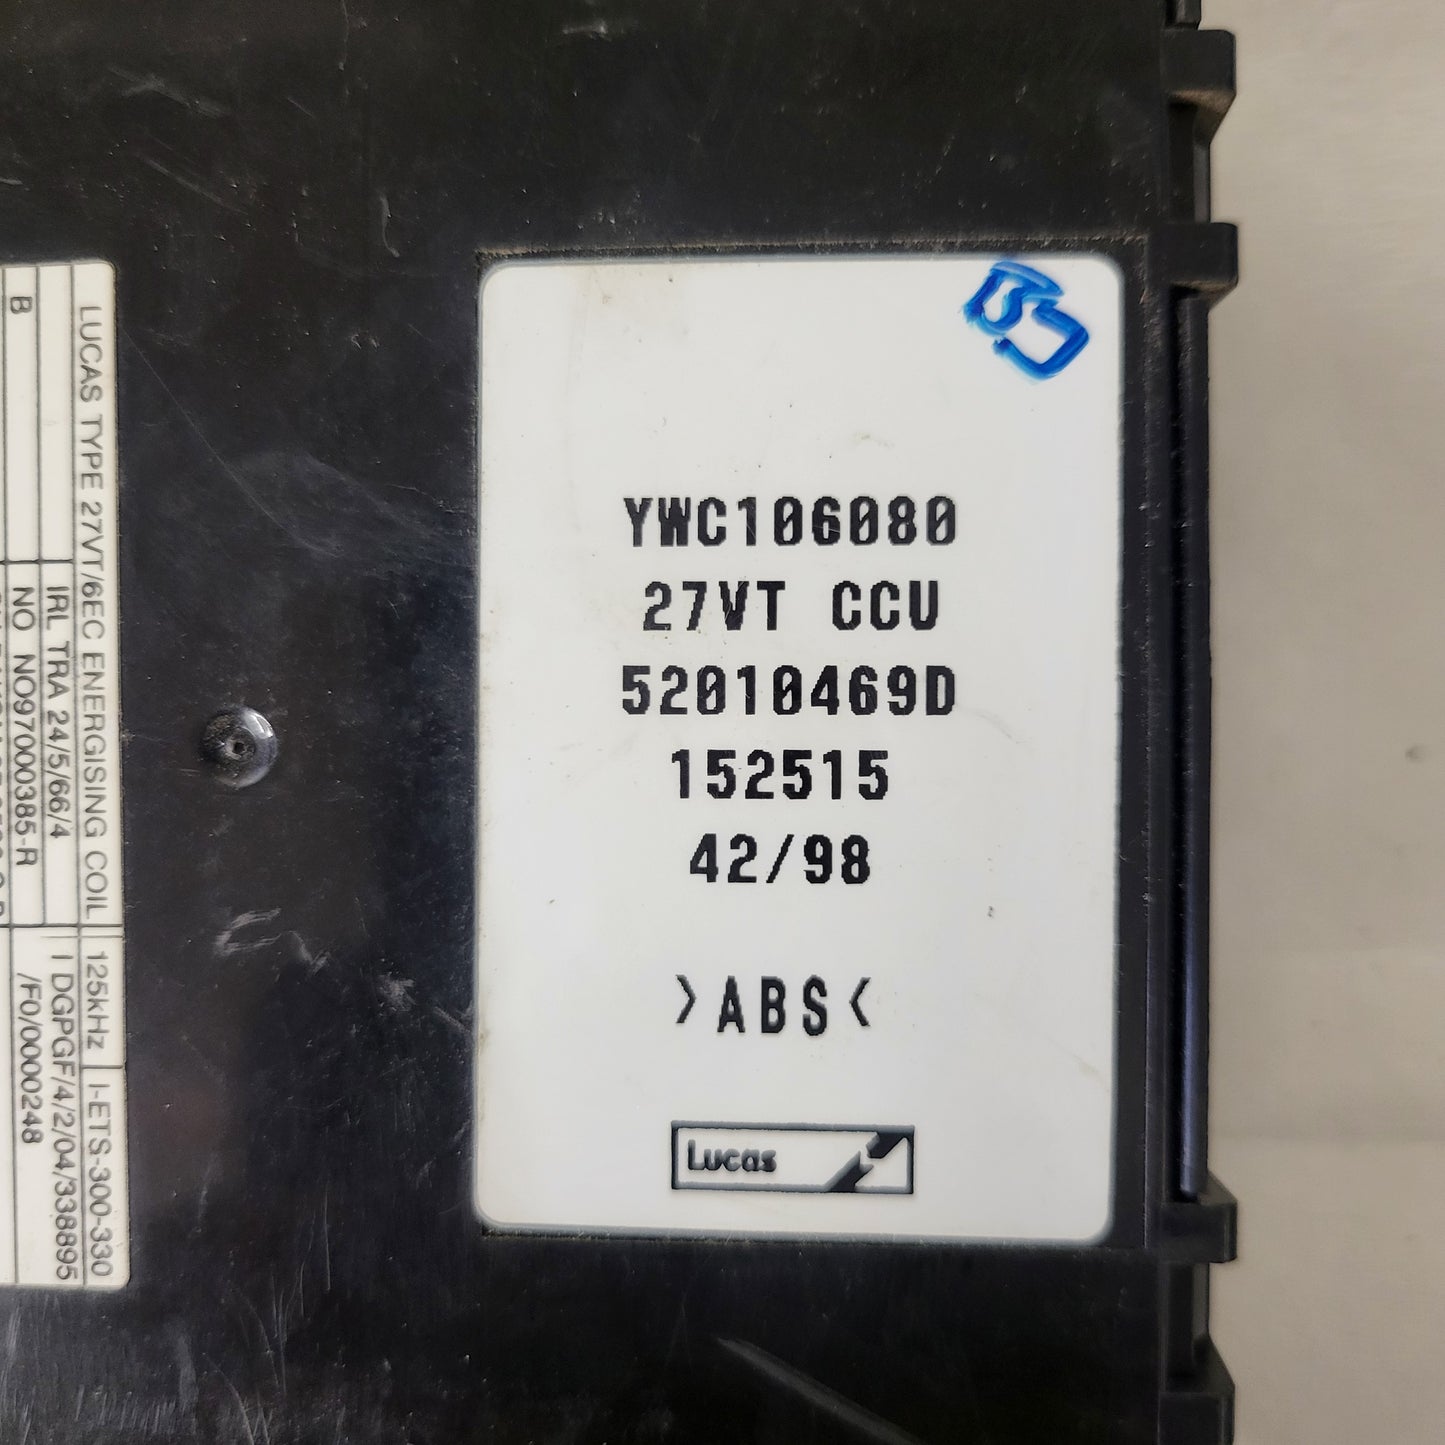 YWC106080
27VT CCU
52010469D
152515
42/98
>ABS<
Lucas
LUCAS TYPE 27VT/6EC ENERGISING COIL
125kHz
I-ETS-300-330
IRL TRA 24/5/66/4
I DGPGF/4/2/04/338895
B
NO NO97000385-R
/F0/0000248